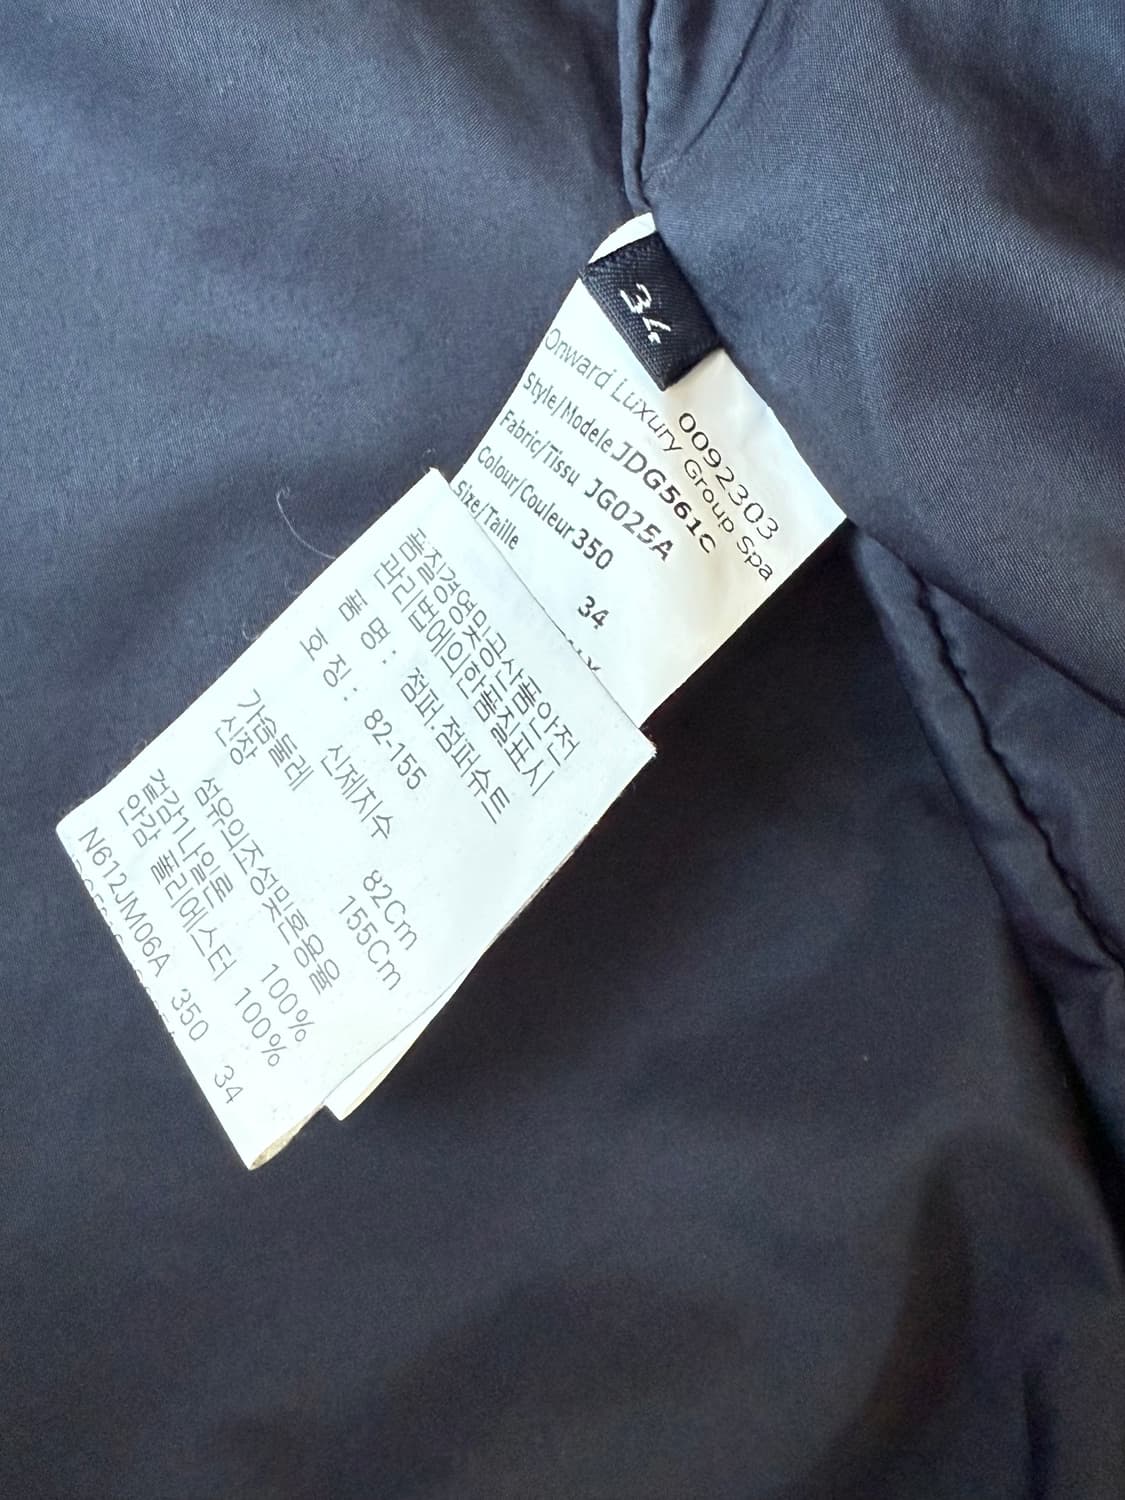 34
0092303
Onward Luxury Group Spa
Style/Modele JDG561C
Fabric/Tissu JG025A
Colour/Couleur 350
Size/Taille 34
품질경영및공산품안전
관리법에의한품질표시
품 명 : 점퍼. 점퍼슈트
호 칭 : 82-155
신체치수
가슴둘레 82Cm
신장 155Cm
섬유의조성및혼용율
겉감1나일론 100%
안감 폴리에스터 100%
N612JM06A 350 34